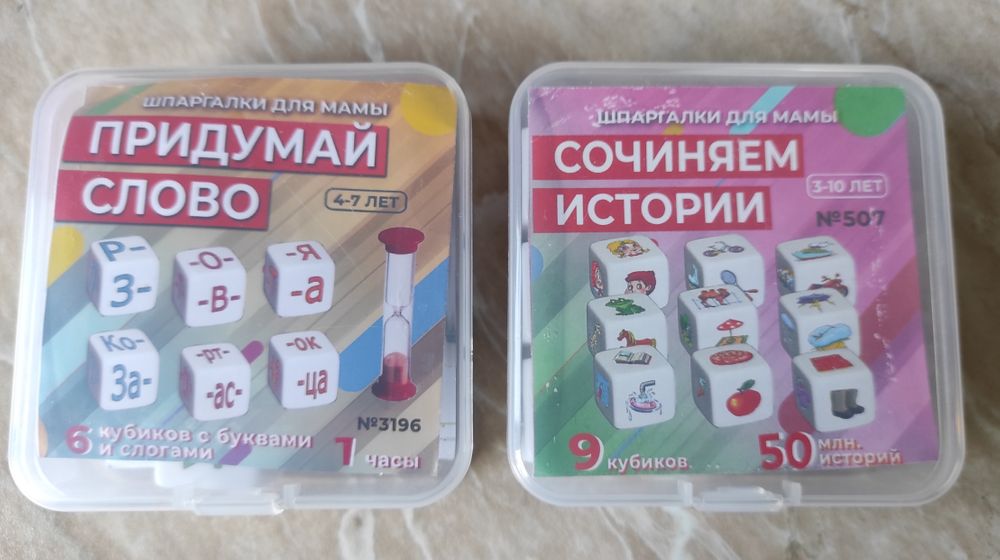 ШПАРГАЛКИ ДЛЯ МАМЫ
ПРИДУМАЙ
СЛОВО
4-7 ЛЕТ
Р-
З-
-О-
-В-
-Я
-а
Ко-
За-
-рт-
-ас-
-ок
-ца
№3196
6 кубиков с буквами
и слогами
1 часы
ШПАРГАЛКИ ДЛЯ МАМЫ
СОЧИНЯЕМ
ИСТОРИИ
3-10 ЛЕТ
№507
9 кубиков
50 млн.
историй